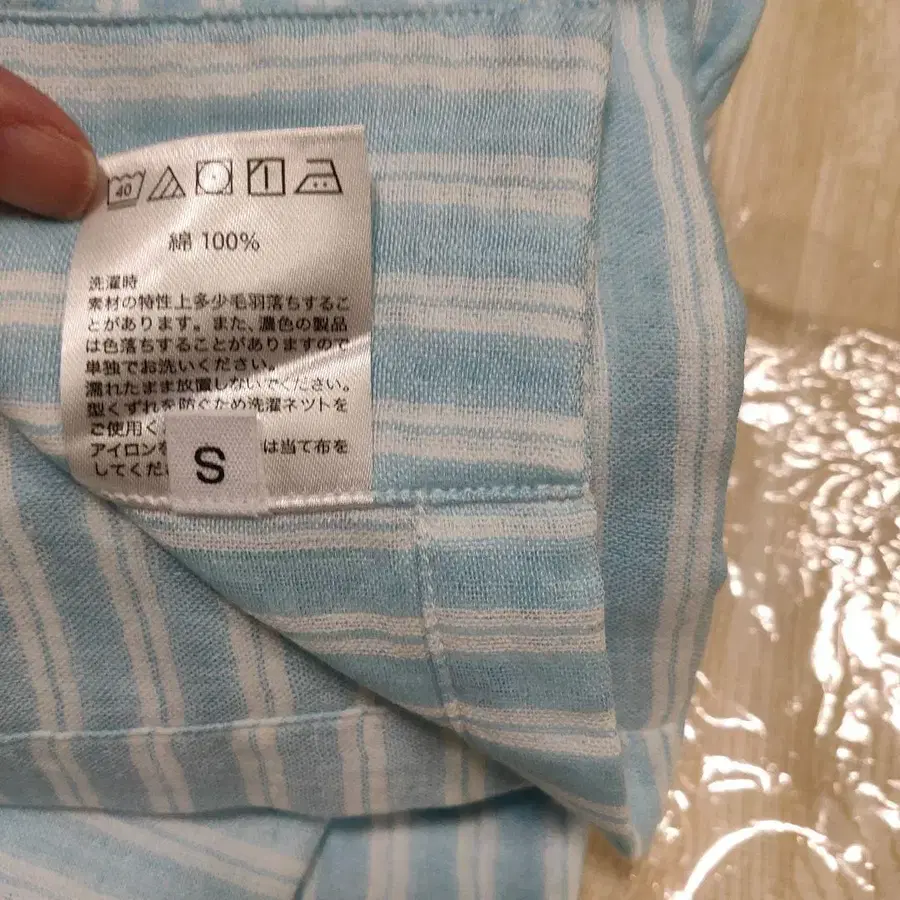 40
綿 100%
洗濯時
素材の特性上多少毛羽落ちするこ
とがあります。また、濃色の製品
は色落ちすることがありますので
単独でお洗いください。
濡れたまま放置しないでください。
型くずれを防ぐため洗濯ネットを
ご使用く
アイロンを は当て布を
してくだ
S